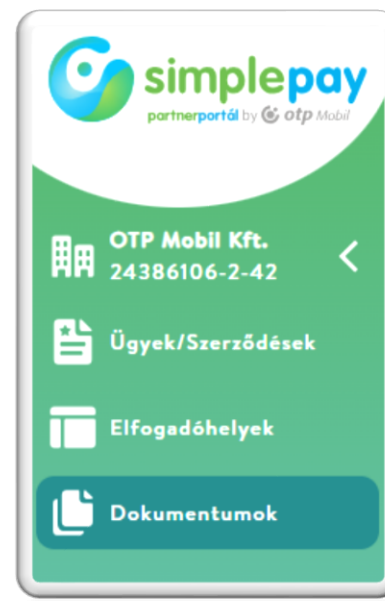 simplepay
partnerportál by otp Mobil
OTP Mobil Kft.
24386106-2-42
Ügyek/Szerződések
Elfogadóhelyek
Dokumentumok